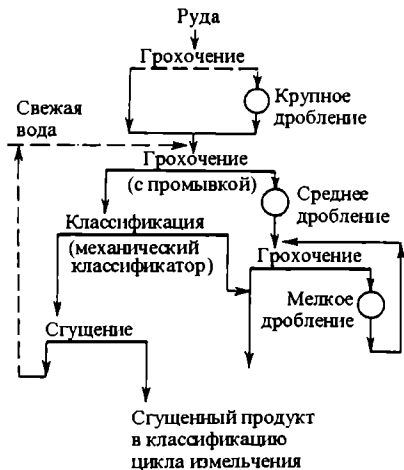 Руда
Грохочение
Крупное
дробление
Свежая
вода
Грохочение
(с промывкой)
Среднее
дробление
Классификация
(механический
классификатор)
Грохочение
Мелкое
дробление
Сгущение
Сгущенный продукт
в классификацию
цикла измельчения